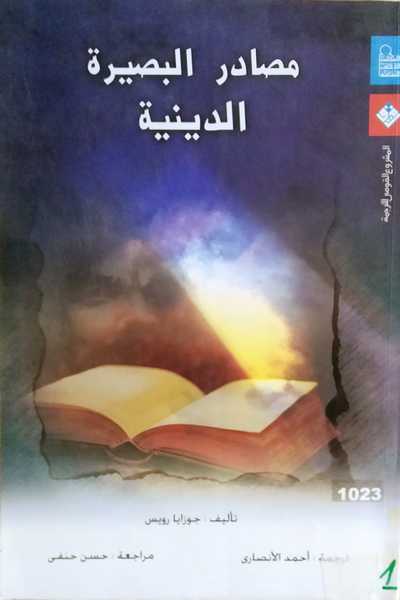 مصادر البصيرة
الدينية
المشروع القومى للترجمة
1023
تأليف : جوزايا رويس
ترجمة : أحمد الأنصارى
مراجعة : حسن حنفى
1